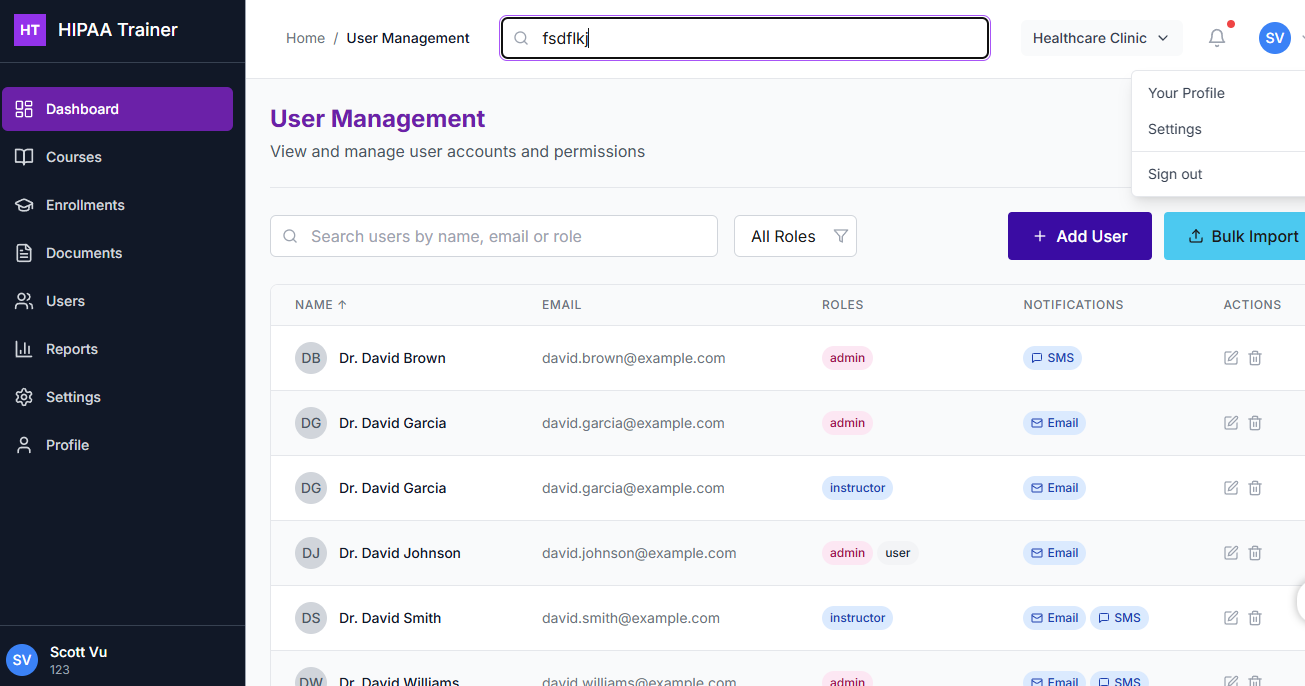 HT HIPAA Trainer
Dashboard
Courses
Enrollments
Documents
Users
Reports
Settings
Profile
SV Scott Vu
123
Home / User Management
fsdflkj
Healthcare Clinic
SV
Your Profile
Settings
Sign out
User Management
View and manage user accounts and permissions
Search users by name, email or role
All Roles
+ Add User
Bulk Import
NAME ↑ EMAIL ROLES NOTIFICATIONS ACTIONS
DB Dr. David Brown david.brown@example.com admin SMS
DG Dr. David Garcia david.garcia@example.com admin Email
DG Dr. David Garcia david.garcia@example.com instructor Email
DJ Dr. David Johnson david.johnson@example.com admin user Email
DS Dr. David Smith david.smith@example.com instructor Email SMS
DW Dr. David Williams david.williams@example.com admin Email SMS